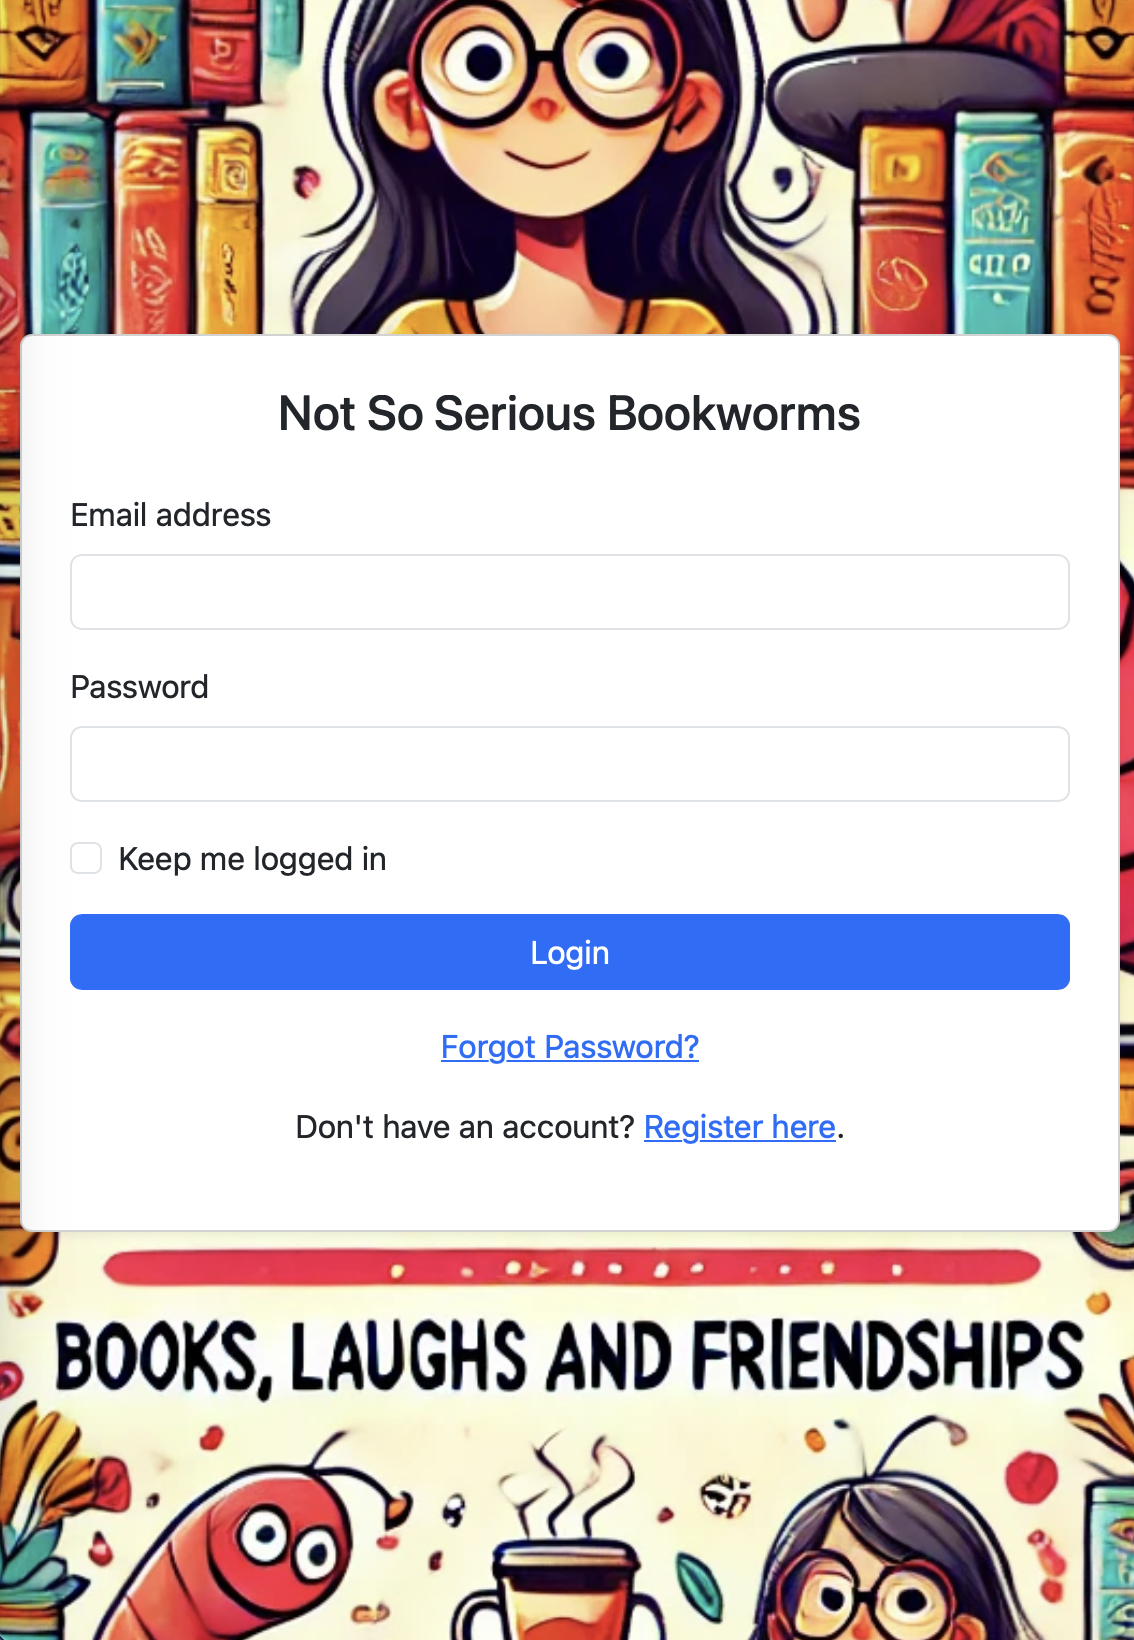 Not So Serious Bookworms
Email address
Password
Keep me logged in
Login
Forgot Password?
Don't have an account? Register here.
BOOKS, LAUGHS AND FRIENDSHIPS